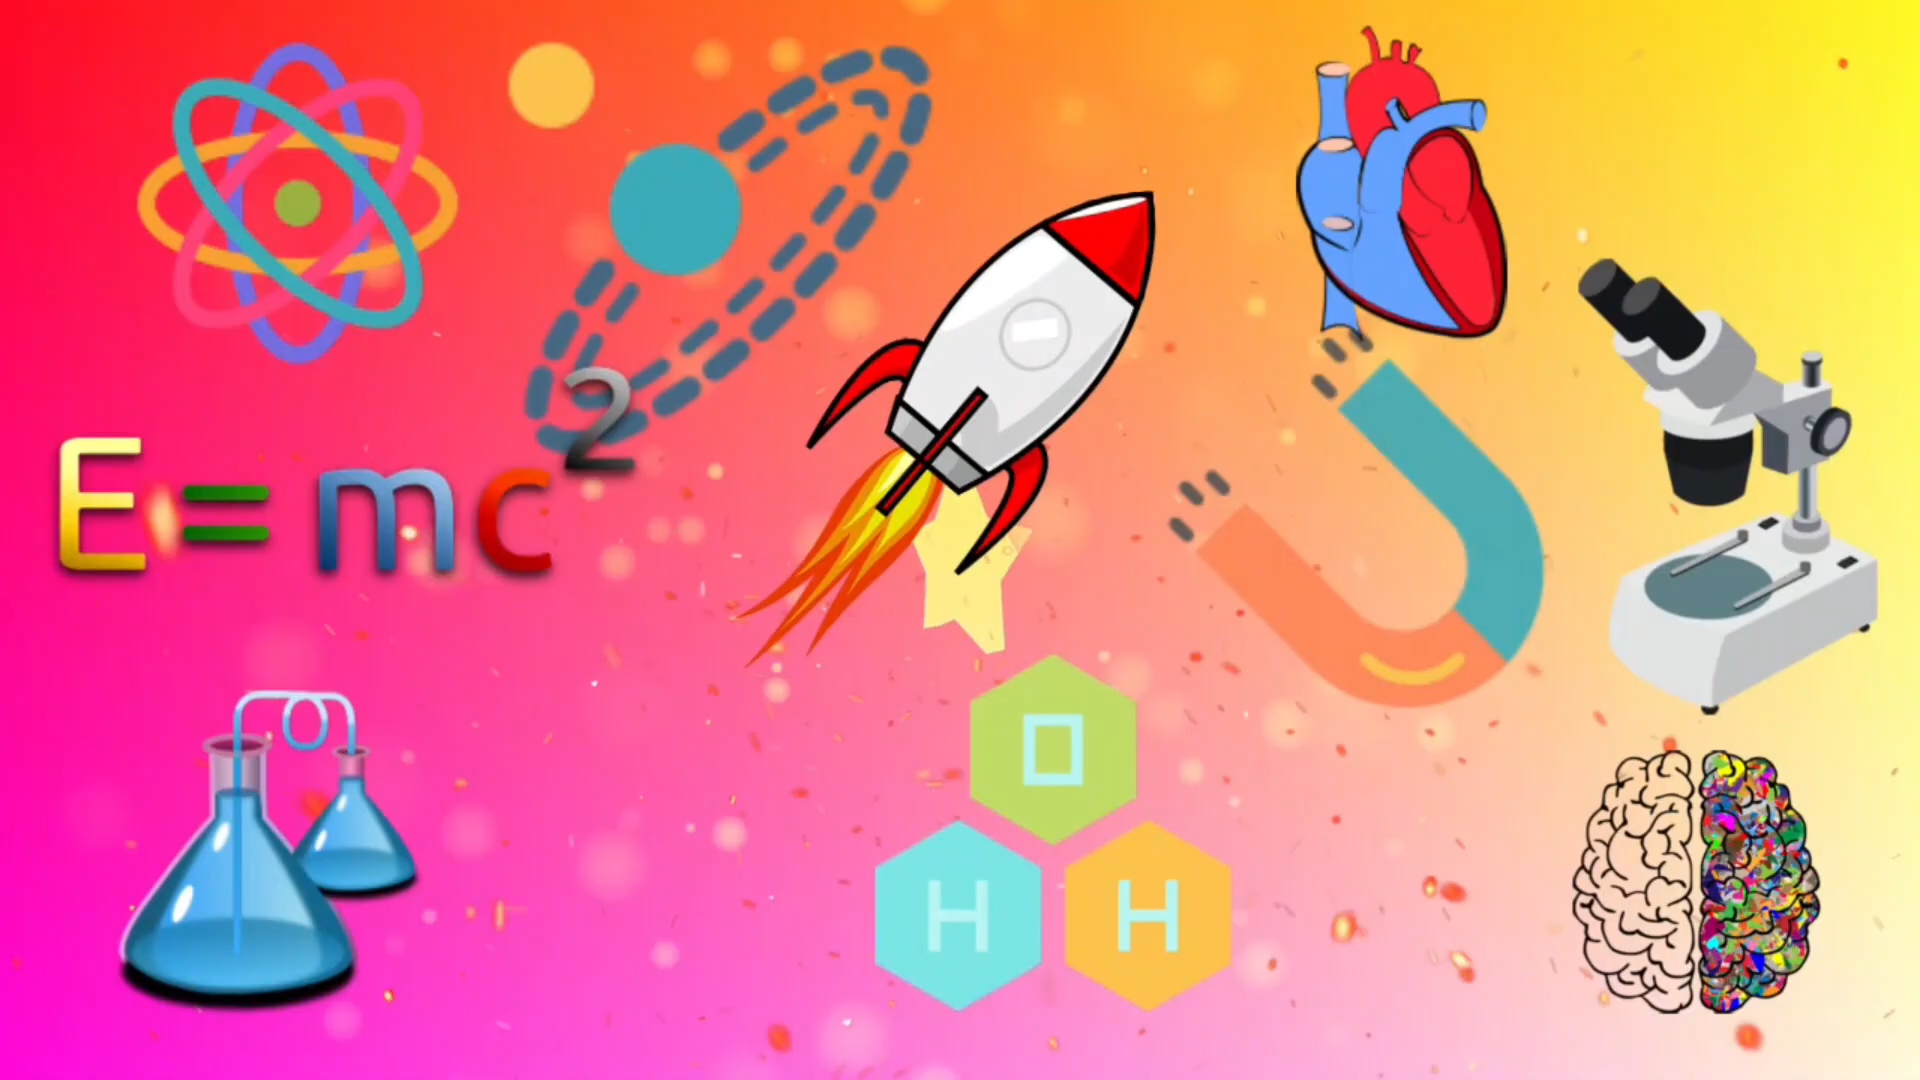 E = mc²
O
H H